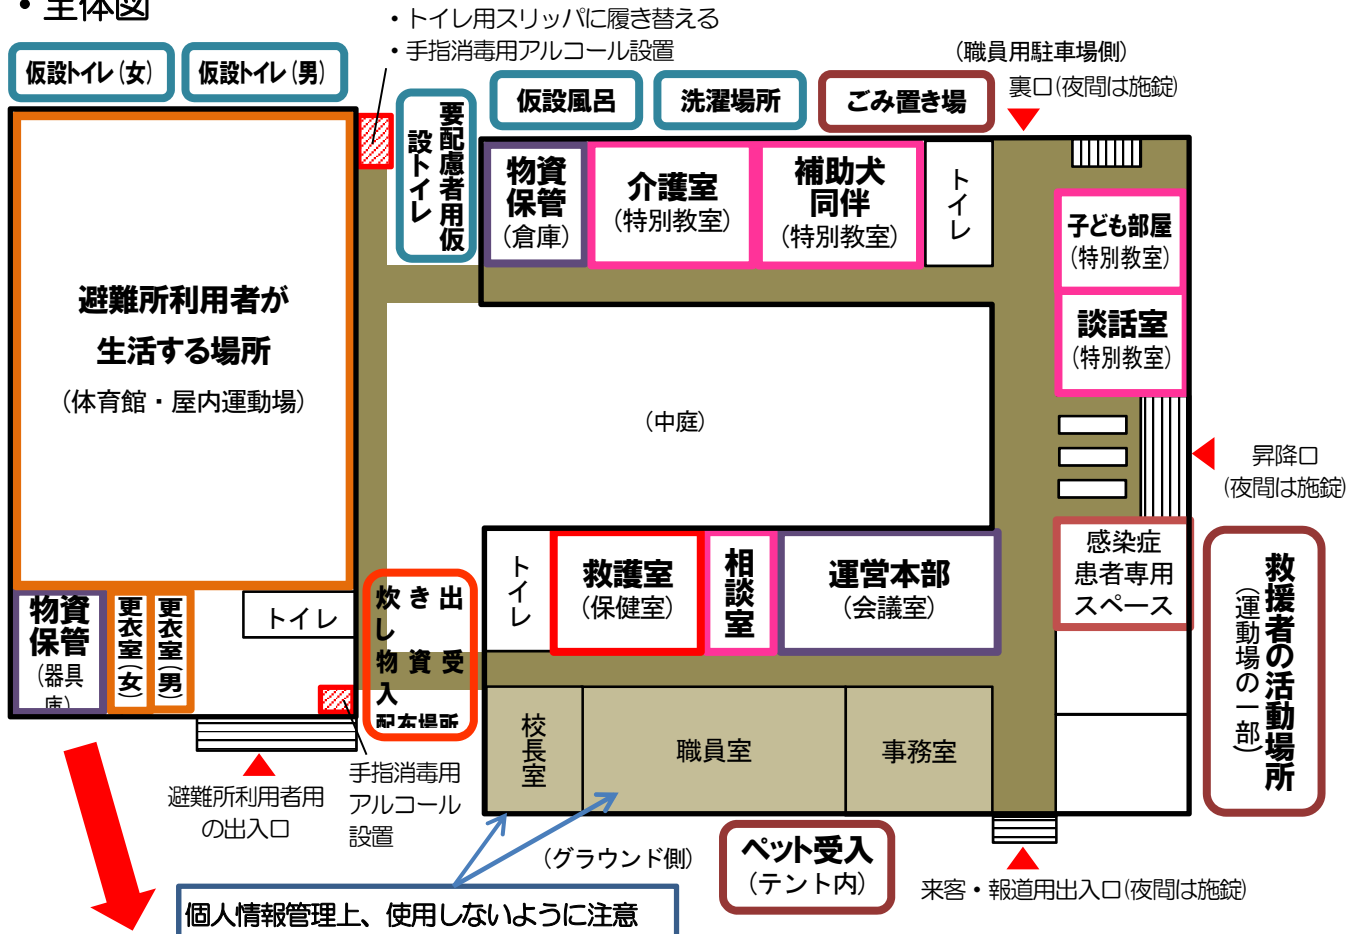 ・全体図
・トイレ用スリッパに履き替える
・手指消毒用アルコール設置
仮設トイレ(女)
仮設トイレ(男)
要配慮者用仮
設トイレ
仮設風呂
洗濯場所
ごみ置き場
(職員用駐車場側)
裏口(夜間は施錠)
物資
保管
(倉庫)
介護室
(特別教室)
補助犬
同伴
(特別教室)
トイレ
子ども部屋
(特別教室)
談話室
(特別教室)
避難所利用者が
生活する場所
(体育館・屋内運動場)
(中庭)
昇降口
(夜間は施錠)
トイレ
救護室
(保健室)
相談室
運営本部
(会議室)
感染症
患者専用
スペース
救援者の活動場所
(運動場の一部)
物資
保管
(器具
庫)
更衣室(女)
更衣室(男)
トイレ
炊き出
し
物資受
入
配布場所
校長室
職員室
事務室
避難所利用者用
の出入口
手指消毒用
アルコール
設置
(グラウンド側)
ペット受入
(テント内)
来客・報道用出入口(夜間は施錠)
個人情報管理上、使用しないように注意